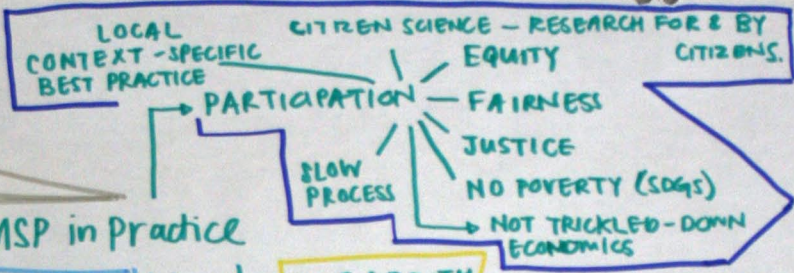 LOCAL
CONTEXT-SPECIFIC
BEST PRACTICE
CITIZEN SCIENCE - RESEARCH FOR & BY
CITIZENS.
PARTICIPATION
EQUITY
FAIRNESS
JUSTICE
NO POVERTY (SDGS)
NOT TRICKLED-DOWN
ECONOMICS
SLOW
PROCESS
MSP in Practice